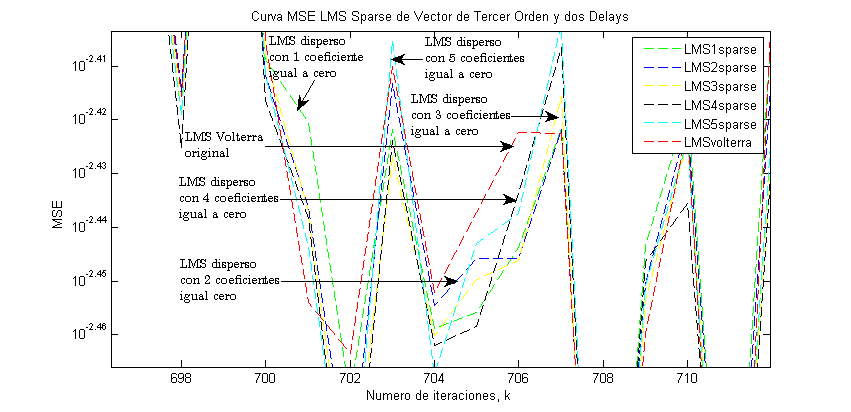 Curva MSE LMS Sparse de Vector de Tercer Orden y dos Delays
LMS disperso
con 1 coeficiente
igual a cero
LMS disperso
con 5 coeficientes
igual a cero
LMS disperso
con 3 coeficientes
igual a cero
LMS Volterra
original
LMS disperso
con 4 coeficientes
igual a cero
LMS disperso
con 2 coeficientes
igual cero
LMS1sparse
LMS2sparse
LMS3sparse
LMS4sparse
LMS5sparse
LMSvolterra
MSE
10^-2.41
10^-2.42
10^-2.43
10^-2.44
10^-2.45
10^-2.46
698 700 702 704 706 708 710
Numero de iteraciones, k